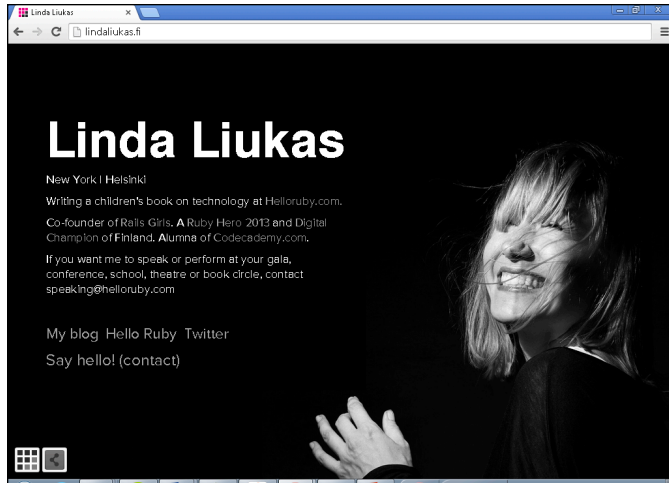 Linda Liukas
lindaliukas.fi
Linda Liukas
New York | Helsinki
Writing a children's book on technology at Helloruby.com.
Co-founder of Rails Girls. A Ruby Hero 2013 and Digital
Champion of Finland. Alumna of Codecademy.com.
If you want me to speak or perform at your gala,
conference, school, theatre or book circle, contact
speaking@helloruby.com
My blog Hello Ruby Twitter
Say hello! (contact)